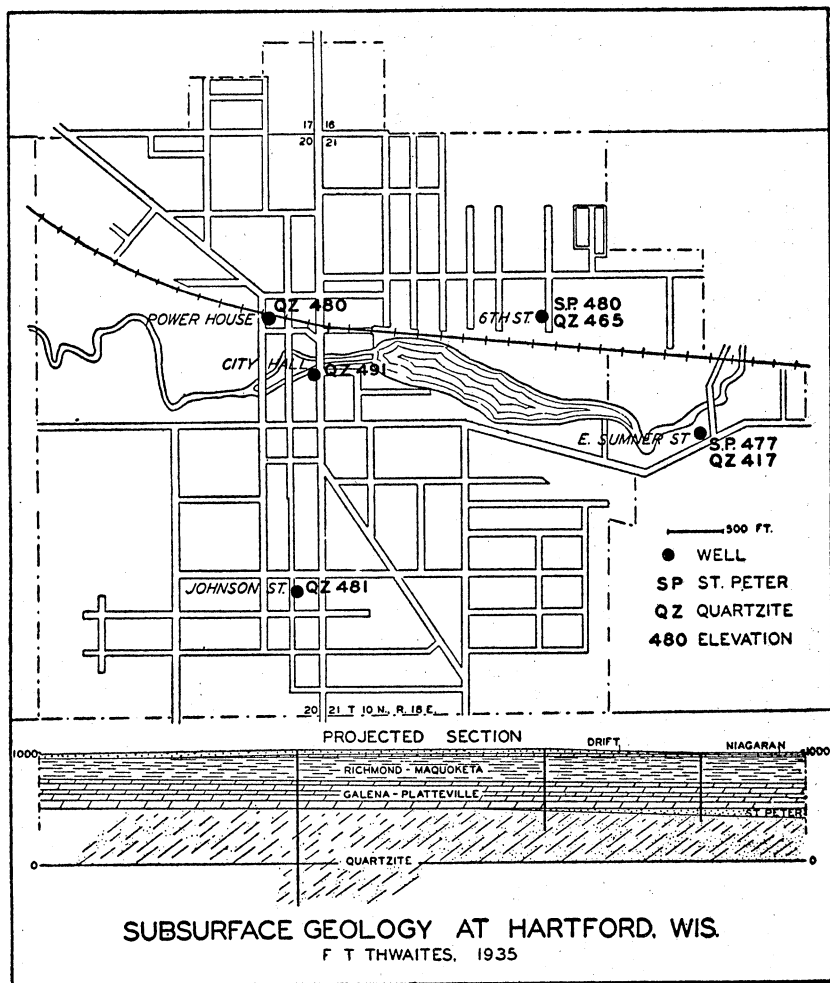 17 16
20 21
QZ 480
POWER HOUSE
S.P. 480
6TH ST.
QZ 465
CITY HALL
QZ 491
E. SUMNER ST
S.P. 477
QZ 417
500 FT.
WELL
SP ST. PETER
JOHNSON ST.
QZ 481
QZ QUARTZITE
480 ELEVATION
20 21 T 10 N., R. 18 E.
PROJECTED SECTION
DRIFT
NIAGARAN
1000
1000
RICHMOND - MAQUOKETA
GALENA - PLATTEVILLE
ST PETER
0
QUARTZITE
0
SUBSURFACE GEOLOGY AT HARTFORD, WIS.
F T THWAITES, 1935